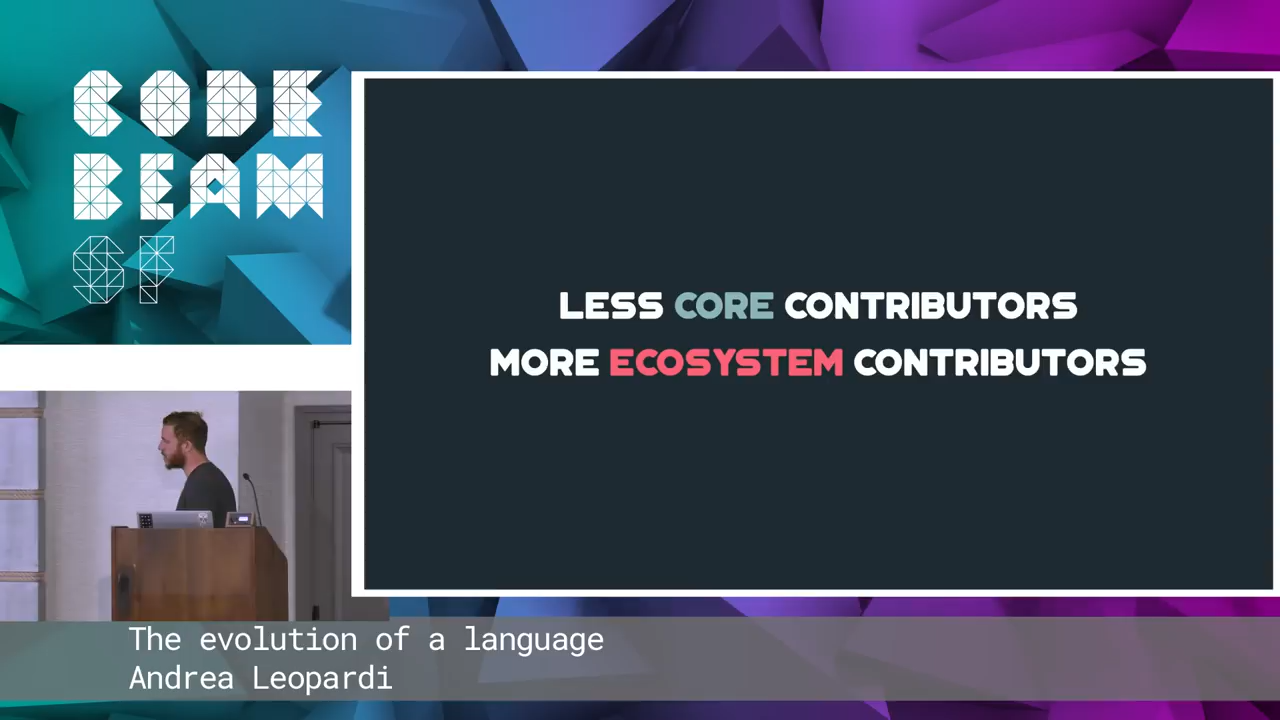 CODE
BEAM
SF
LESS CORE CONTRIBUTORS
MORE ECOSYSTEM CONTRIBUTORS
The evolution of a language
Andrea Leopardi